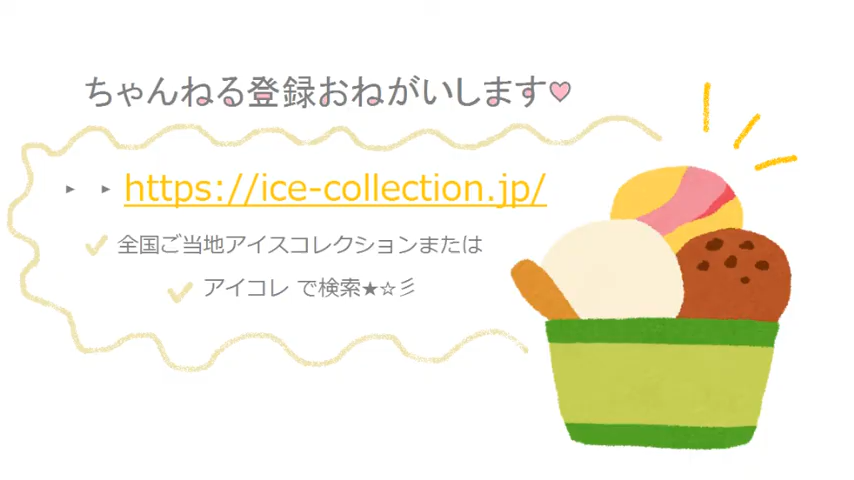 ちゃんねる登録おねがいします♡
▸ ▸ https://ice-collection.jp/
全国ご当地アイスコレクションまたは
アイコレ で検索★☆彡